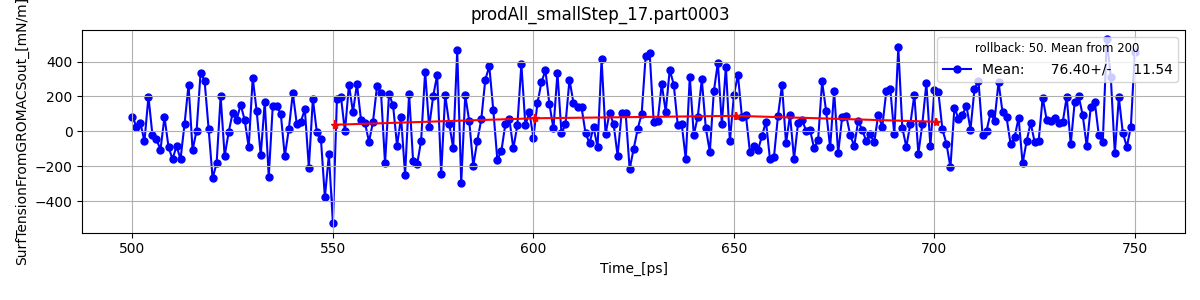 prodAll_smallStep_17.part0003
SurfTensionFromGROMACSout_[mN/m]
400
200
0
−200
−400
rollback: 50. Mean from 200
Mean: 76.40+/- 11.54
500 550 600 650 700 750
Time_[ps]